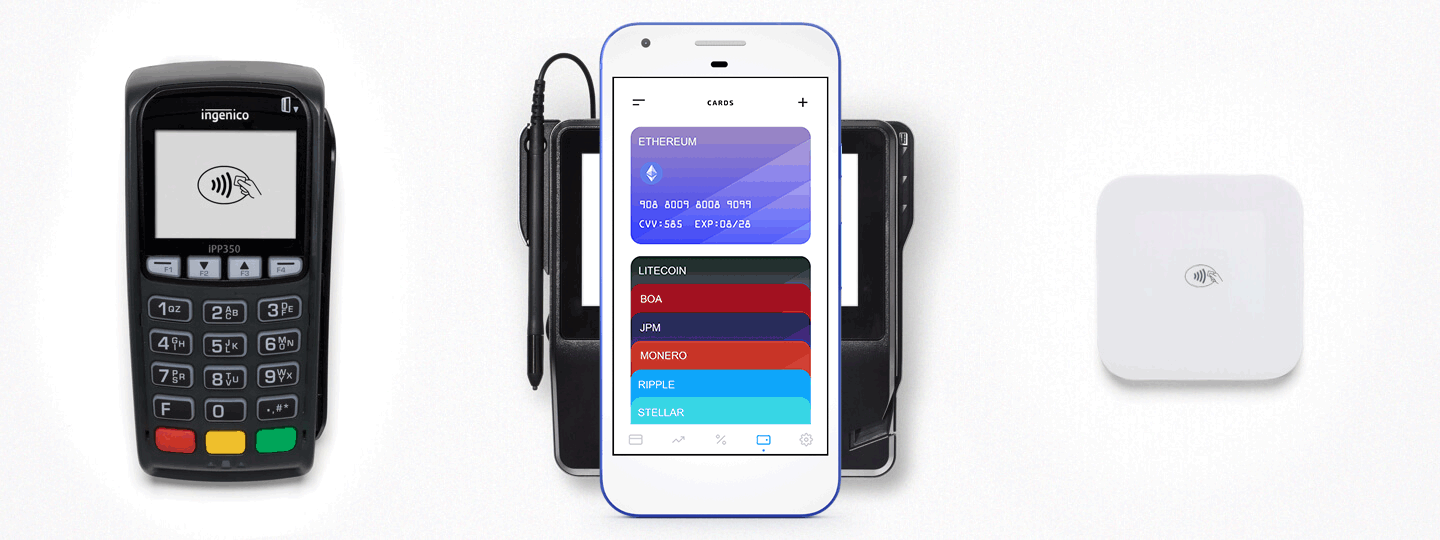 ingenico
iPP350
F1
F2
F3
F4
1 QZ
2 ABC
3 DEF
4 GHI
5 JKL
6 MNO
7 PRS
8 TUV
9 WXY
F
0
.,#*
CARDS
ETHEREUM
908 8009 8008 9099
CVV:585 EXP:08/28
LITECOIN
BOA
JPM
MONERO
RIPPLE
STELLAR